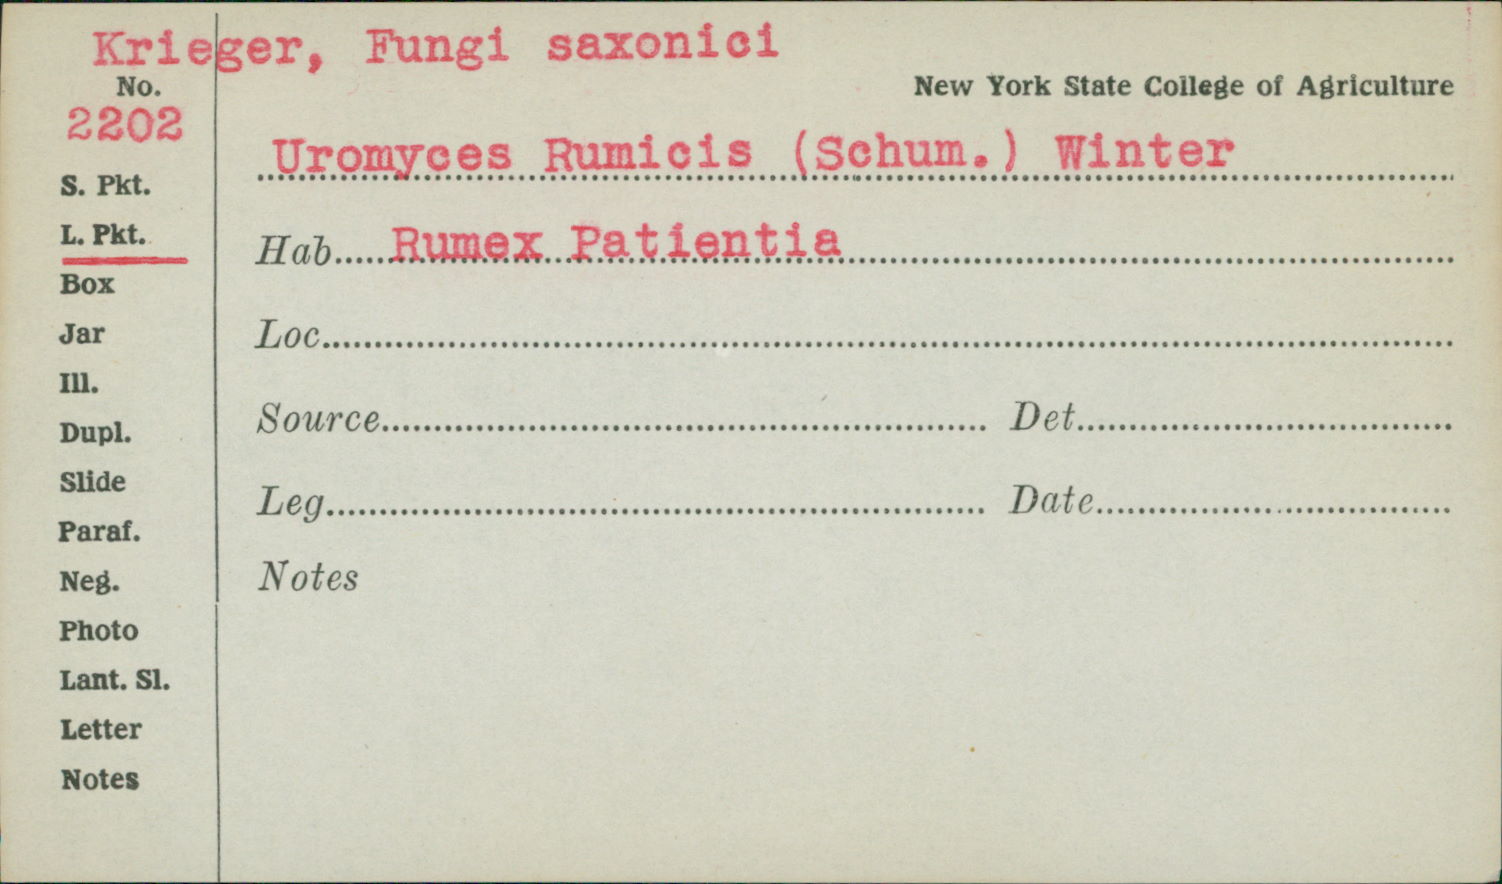 Krieger, Fungi saxonici
No.
New York State College of Agriculture
2202
Uromyces Rumicis (Schum.) Winter
S. Pkt.
L. Pkt.
Hab.....Rumex Patientia
Box
Jar
Loc.
Ill.
Dupl.
Source
Det.
Slide
Leg.
Date
Paraf.
Neg.
Notes
Photo
Lant. Sl.
Letter
Notes